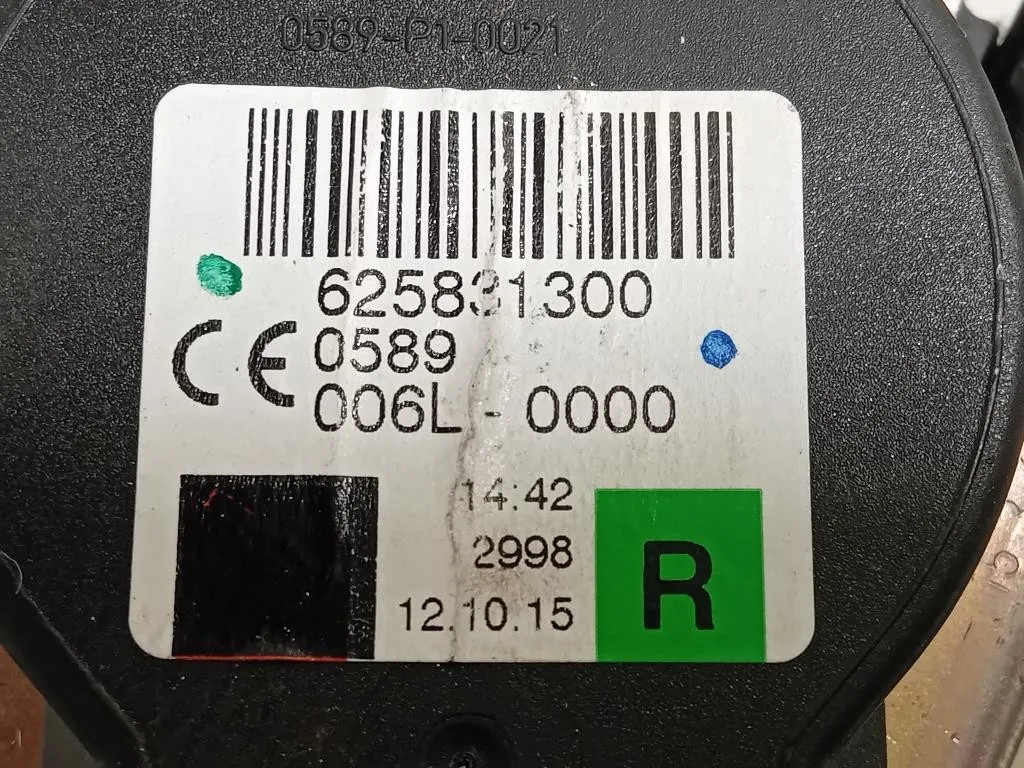 0589-P1-0021
625831300
CE 0589
006L - 0000
14:42
2998
12.10.15
R